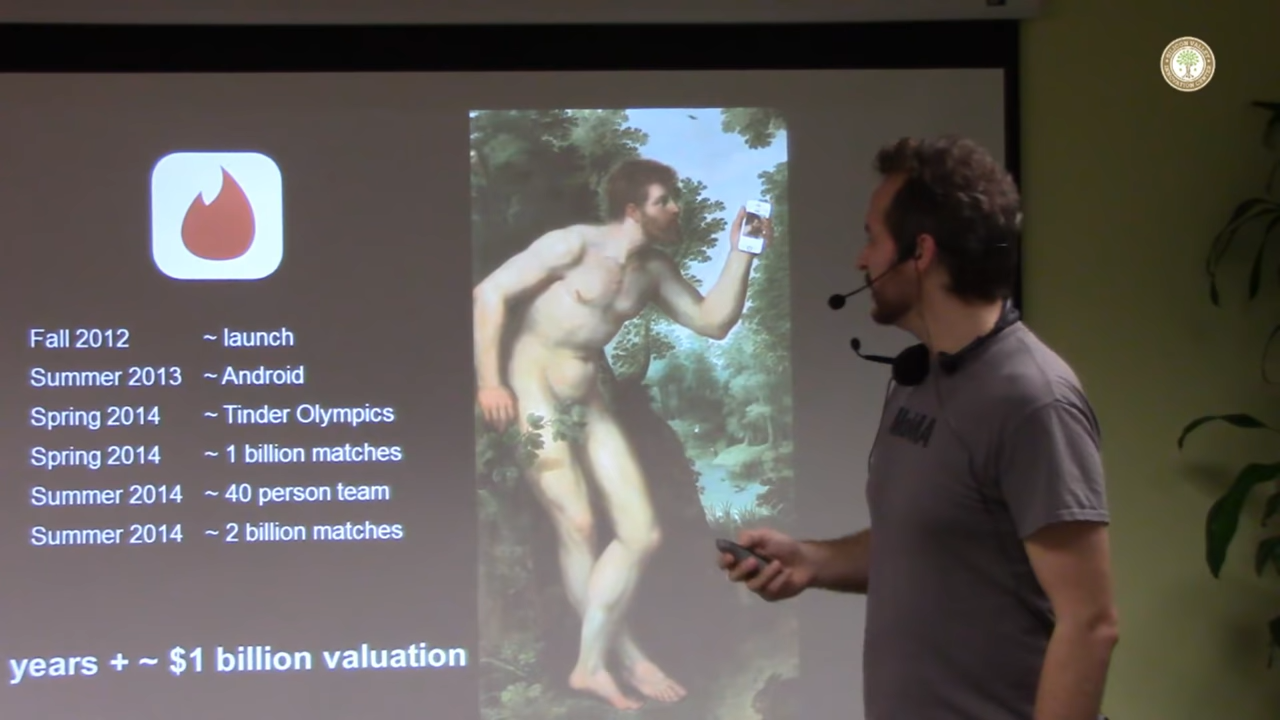 Fall 2012 ~ launch
Summer 2013 ~ Android
Spring 2014 ~ Tinder Olympics
Spring 2014 ~ 1 billion matches
Summer 2014 ~ 40 person team
Summer 2014 ~ 2 billion matches
years + ~ $1 billion valuation